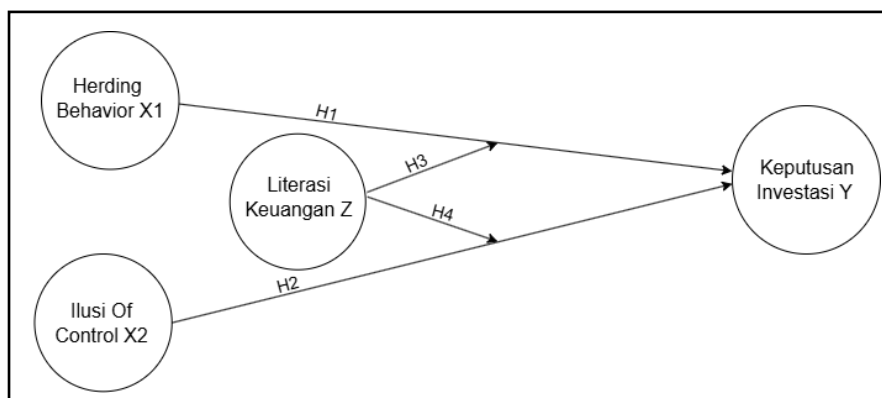 Herding
Behavior X1
H1
H3
Literasi
Keuangan Z
H4
Keputusan
Investasi Y
H2
Ilusi Of
Control X2